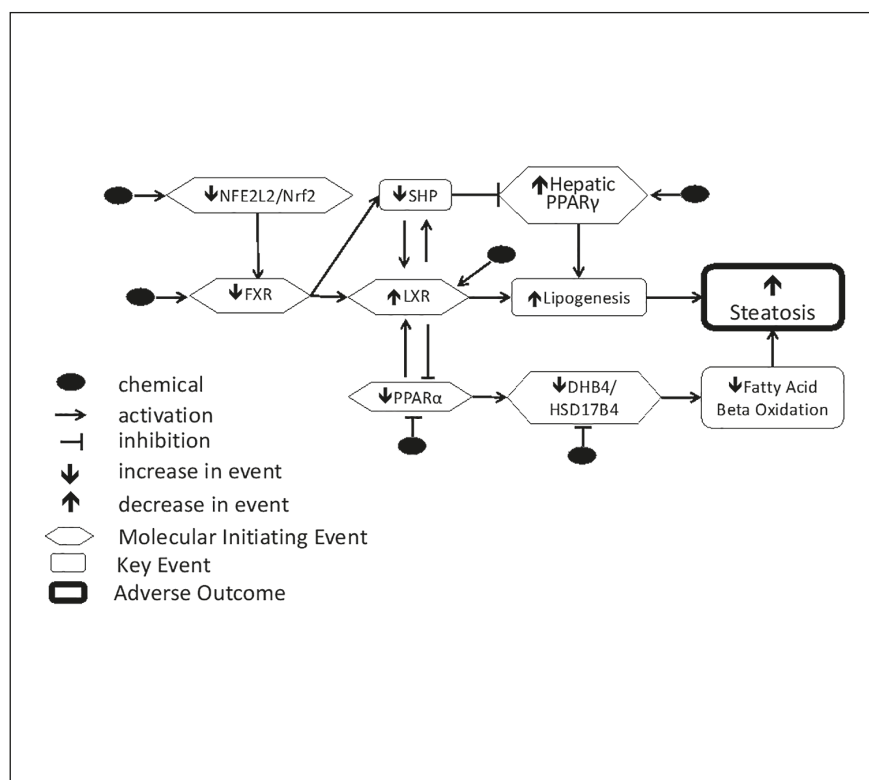 ↓NFE2L2/Nrf2
↓SHP
↑Hepatic
PPARγ
↓FXR
↑LXR
↑Lipogenesis
↑
Steatosis
↓PPARα
↓DHB4/
HSD17B4
↓Fatty Acid
Beta Oxidation
chemical
activation
inhibition
increase in event
decrease in event
Molecular Initiating Event
Key Event
Adverse Outcome